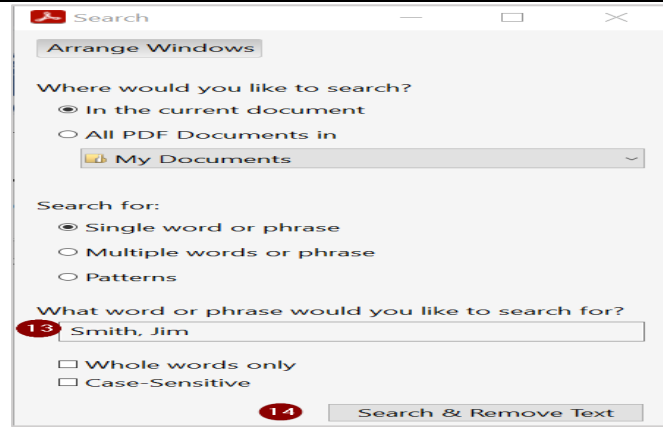 Search
Arrange Windows
Where would you like to search?
In the current document
All PDF Documents in
My Documents
Search for:
Single word or phrase
Multiple words or phrase
Patterns
What word or phrase would you like to search for?
13 Smith, Jim
Whole words only
Case-Sensitive
14 Search & Remove Text